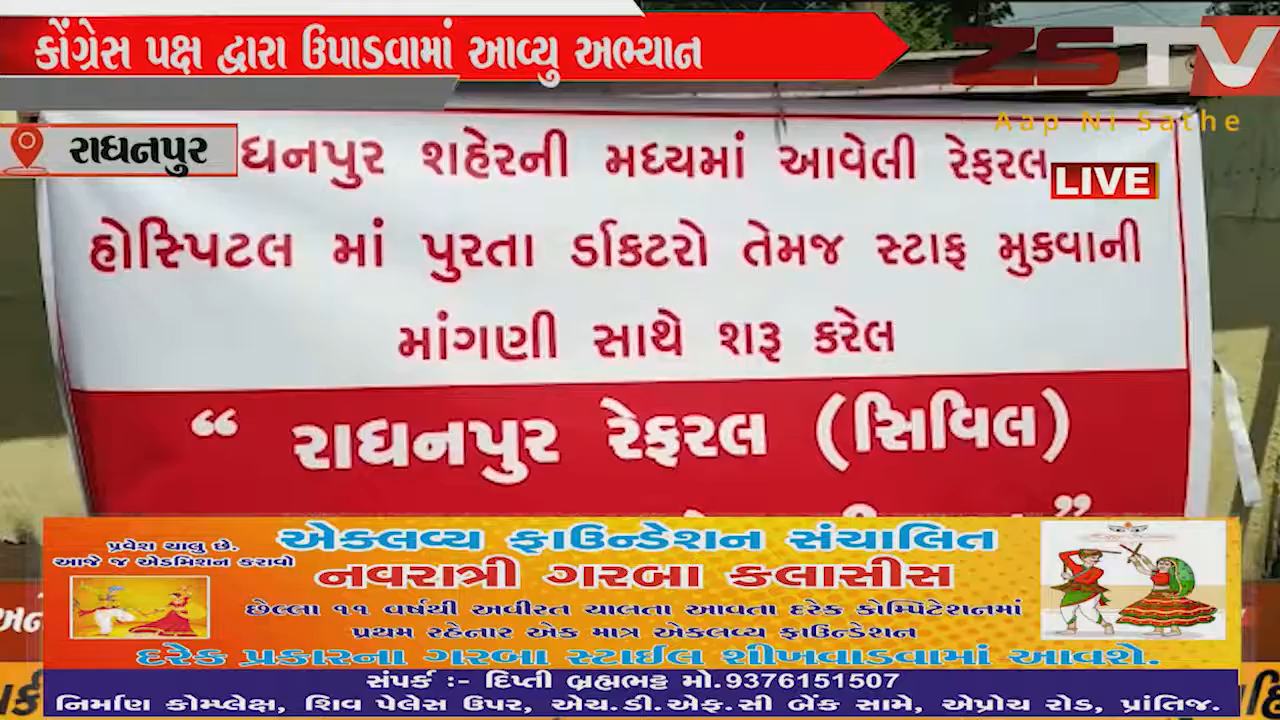 કોંગ્રેસ પક્ષ દ્વારા ઉપાડવામાં આવ્યુ અભ્યાન
ZSTV
Aap Ni Sathe
રાધનપુર
LIVE
ધનપુર શહેરની મધ્યમાં આવેલી રેફરલ
હોસ્પિટલ માં પુરતા ર્ડાકટરો તેમજ સ્ટાફ મુકવાની
માંગણી સાથે શરૂ કરેલ
“ રાધનપુર રેફરલ (સિવિલ)
”
પ્રવેશ ચાલુ છે.
આજે જ એડમિશન કરાવો
એકલવ્ય ફાઉન્ડેશન સંચાલિત
નવરાત્રી ગરબા કલાસીસ
છેલ્લા ૧૧ વર્ષથી અવીરત ચાલતા આવતા દરેક કોમ્પિટેશનમાં
પ્રથમ રહેનાર એક માત્ર એકલવ્ય ફાઉન્ડેશન
દરેક પ્રકારના ગરબા સ્ટાઈલ શીખવાડવામાં આવશે.
સંપર્ક :- દિપ્તી બ્રહ્મભટ્ટ મો.9376151507
નિર્માણ કોમ્પ્લેક્ષ, શિવ પેલેસ ઉપર, એચ.ડી.એફ.સી બેંક સામે, એપ્રોચ રોડ, પ્રાંતિજ.